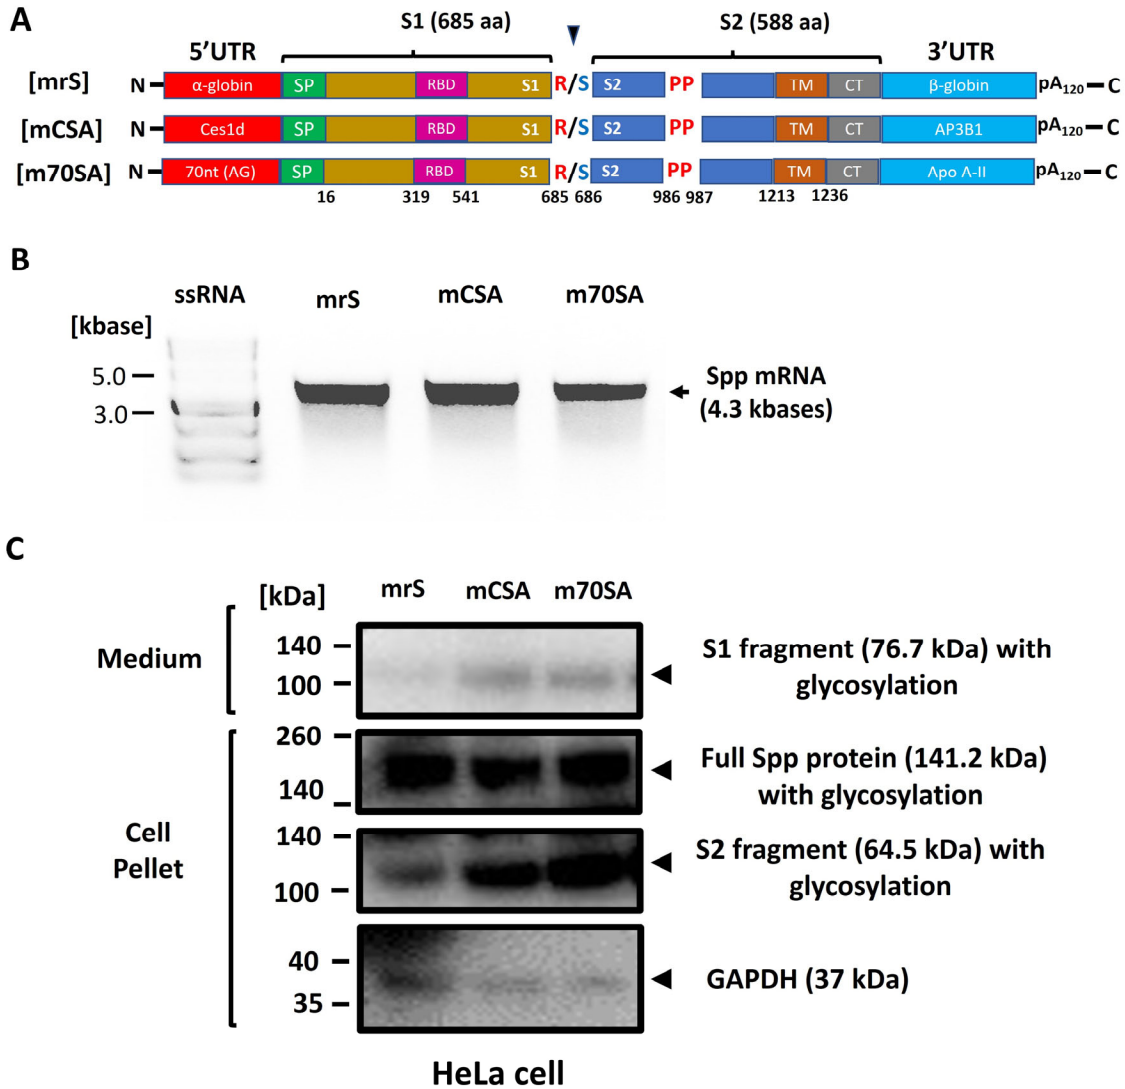 A
S1 (685 aa)
S2 (588 aa)
5’UTR
3’UTR
[mrS]
N
α-globin
SP
RBD
S1
R/S
S2
PP
TM
CT
β-globin
pA120
C
[mCSA]
N
Ces1d
SP
RBD
S1
R/S
S2
PP
TM
CT
AP3B1
pA120
C
[m70SA]
N
70nt (ΛG)
SP
RBD
S1
R/S
S2
PP
TM
CT
Λpo Λ-II
pA120
C
16
319
541
685
686
986
987
1213
1236
B
ssRNA
mrS
mCSA
m70SA
[kbase]
5.0
3.0
Spp mRNA
(4.3 kbases)
C
[kDa]
mrS
mCSA
m70SA
Medium
140
100
S1 fragment (76.7 kDa) with
glycosylation
Cell
Pellet
260
140
Full Spp protein (141.2 kDa)
with glycosylation
140
100
S2 fragment (64.5 kDa) with
glycosylation
40
35
GAPDH (37 kDa)
HeLa cell